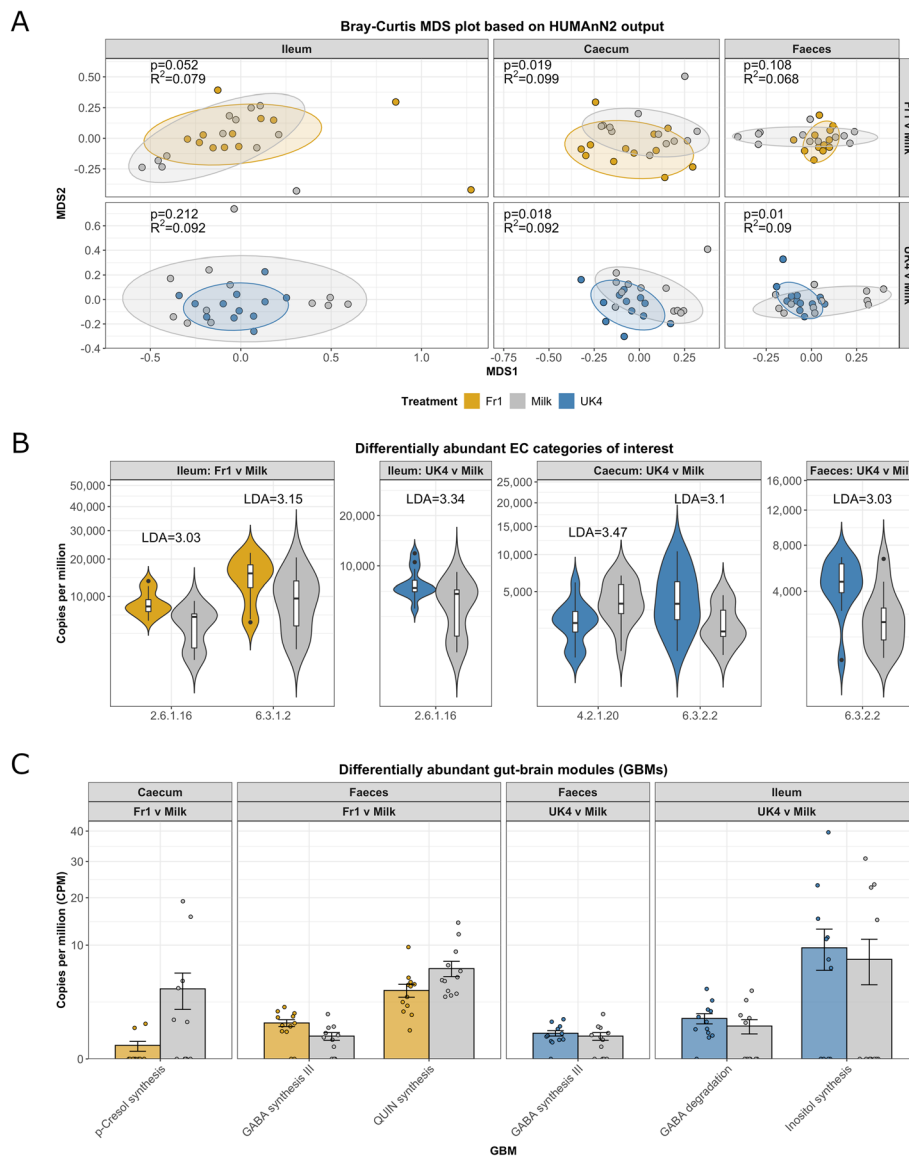 A
Bray-Curtis MDS plot based on HUMAnN2 output
Ileum
Caecum
Faeces
p=0.052
R²=0.079
p=0.019
R²=0.099
p=0.108
R²=0.068
0.50
0.25
0.00
-0.25
Fr1 v Milk
MDS2
p=0.212
R²=0.092
p=0.018
R²=0.092
p=0.01
R²=0.09
0.6
0.4
0.2
0.0
-0.2
-0.4
UK4 v Milk
-0.5 0.0 0.5 1.0
-0.75 -0.50 -0.25 0.00 0.25
-0.25 0.00 0.25
MDS1
Treatment Fr1 Milk UK4
B
Differentially abundant EC categories of interest
Ileum: Fr1 v Milk
Ileum: UK4 v Milk
Caecum: UK4 v Milk
Faeces: UK4 v Mil
Copies per million
50,000
40,000
30,000
20,000
10,000
LDA=3.03
LDA=3.15
2.6.1.16 6.3.1.2
20,000
10,000
LDA=3.34
2.6.1.16
25,000
20,000
15,000
10,000
5,000
LDA=3.47
LDA=3.1
4.2.1.20 6.3.2.2
16,000
8,000
4,000
LDA=3.03
6.3.2.2
C
Differentially abundant gut-brain modules (GBMs)
Caecum
Faeces
Faeces
Ileum
Fr1 v Milk
Fr1 v Milk
UK4 v Milk
UK4 v Milk
Copies per million (CPM)
40
30
20
10
0
p-Cresol synthesis
GABA synthesis III
QUIN synthesis
GABA synthesis III
GABA degradation
Inositol synthesis
GBM